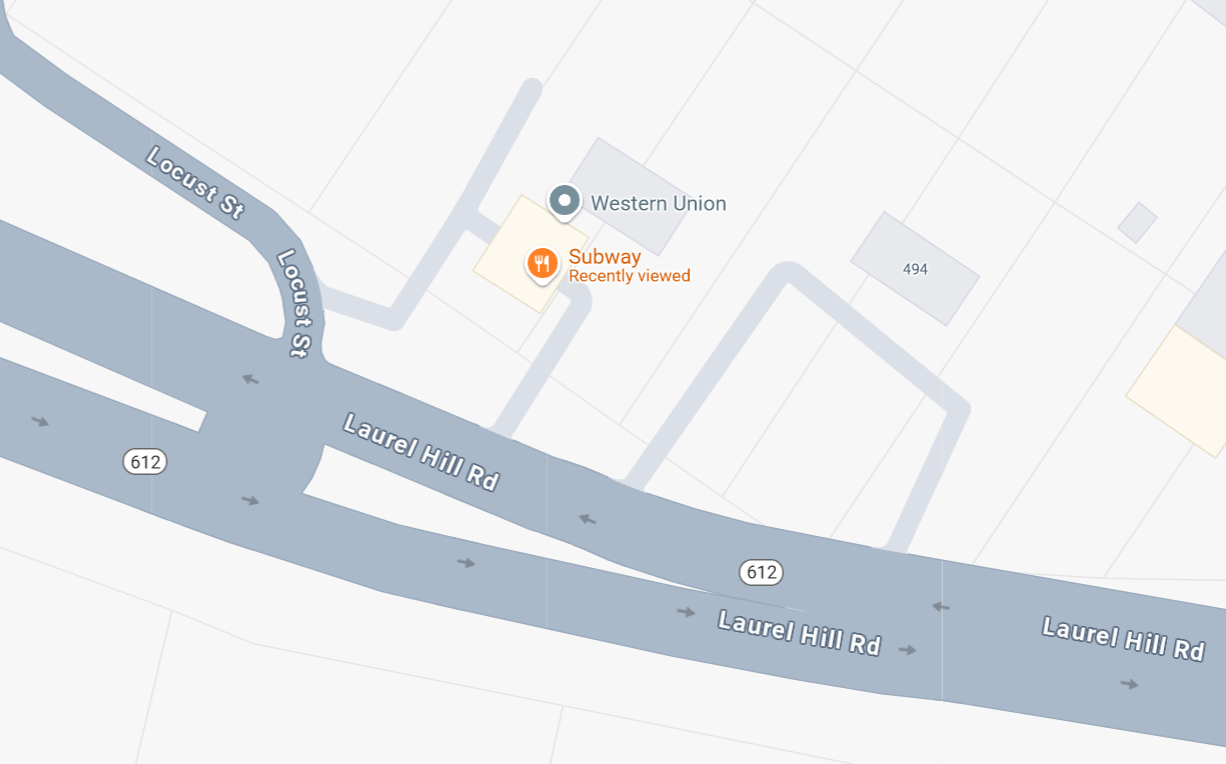 Locust St
Western Union
Locust St
Subway
Recently viewed
494
Laurel Hill Rd
612
612
Laurel Hill Rd
Laurel Hill Rd